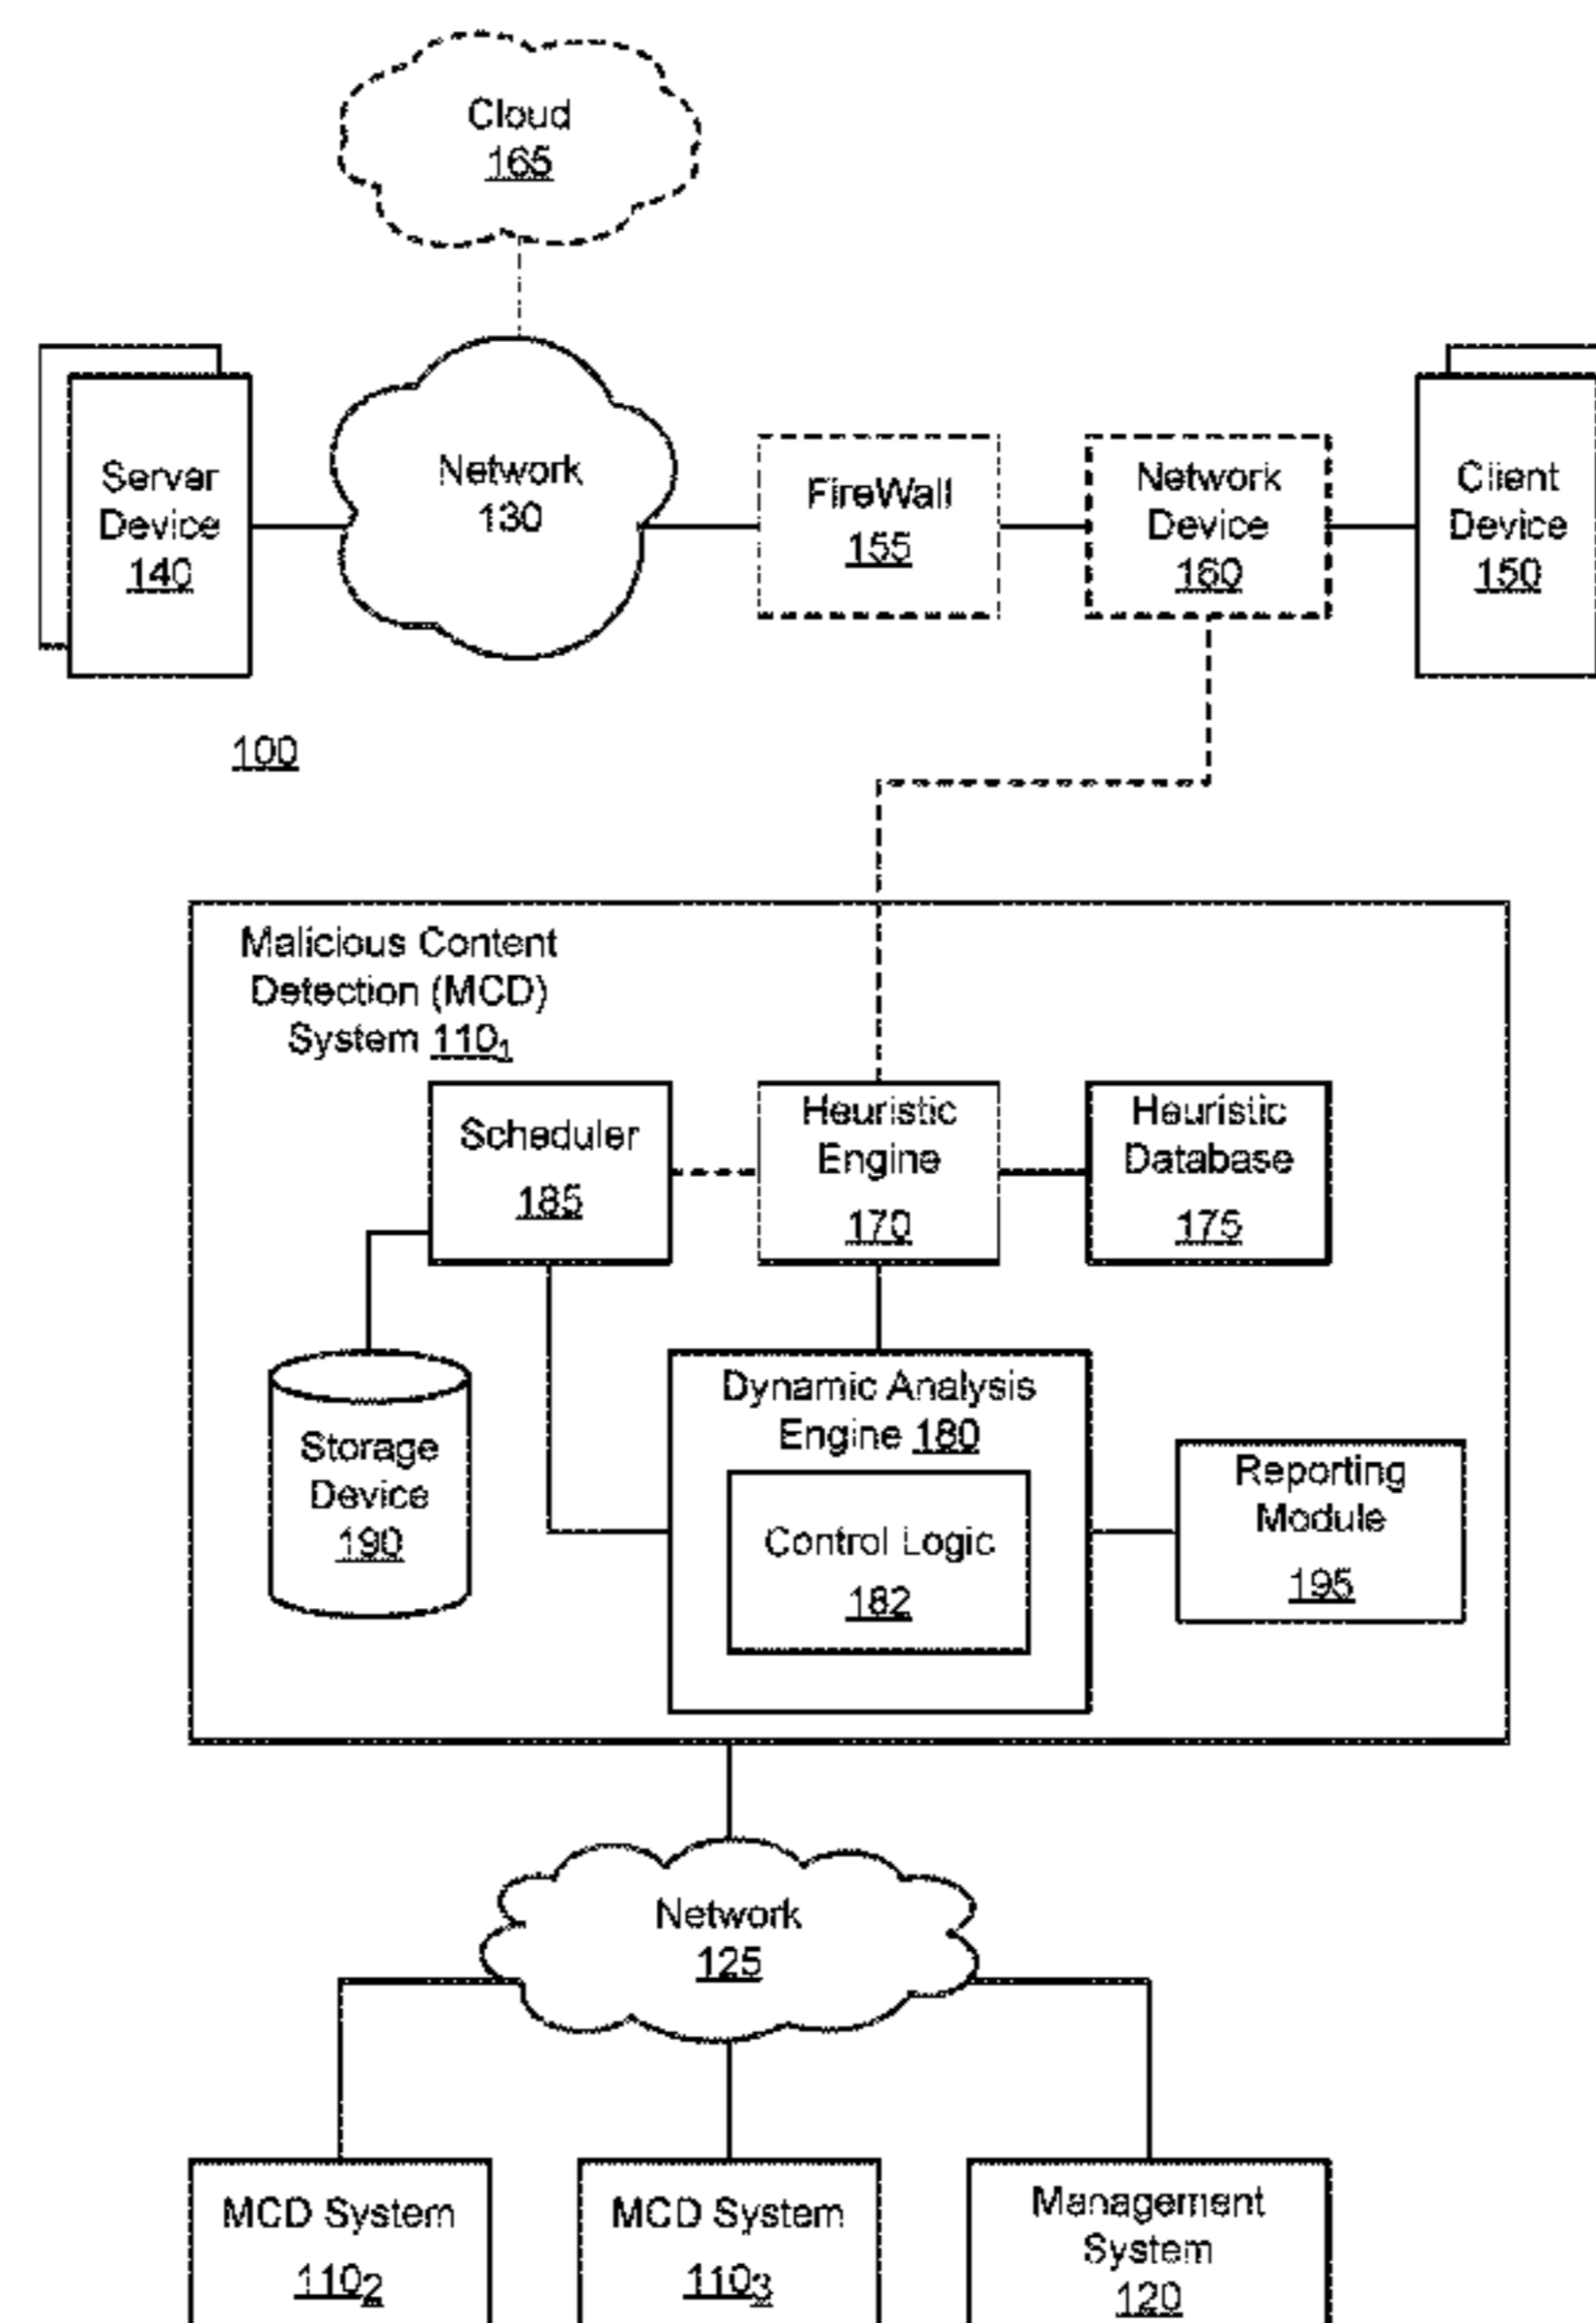 Cloud
165
Server
Device
140
Network
130
FireWall
155
Network
Device
160
Client
Device
150
100
Malicious Content
Detection (MCD)
System 110₁
Scheduler
185
Heuristic
Engine
170
Heuristic
Database
175
Storage
Device
190
Dynamic Analysis
Engine 180
Control Logic
182
Reporting
Module
195
Network
125
MCD System
110₂
MCD System
110₃
Management
System
120